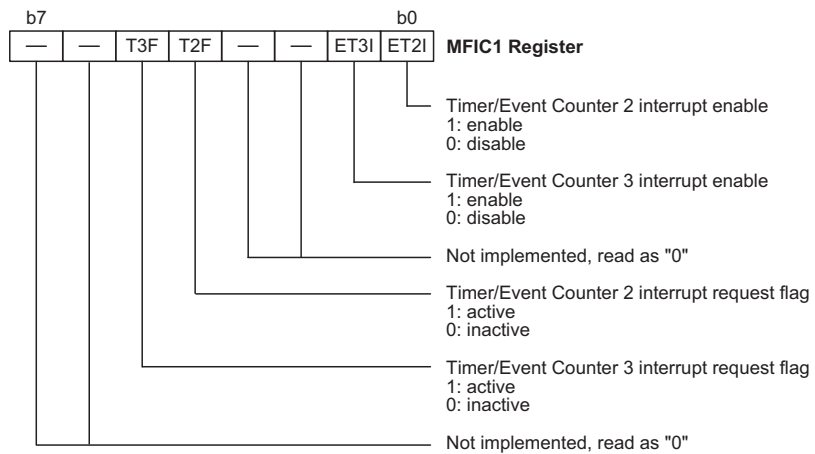 b7 b0
— — T3F T2F — — ET3I ET2I MFIC1 Register
Timer/Event Counter 2 interrupt enable
1: enable
0: disable
Timer/Event Counter 3 interrupt enable
1: enable
0: disable
Not implemented, read as "0"
Timer/Event Counter 2 interrupt request flag
1: active
0: inactive
Timer/Event Counter 3 interrupt request flag
1: active
0: inactive
Not implemented, read as "0"